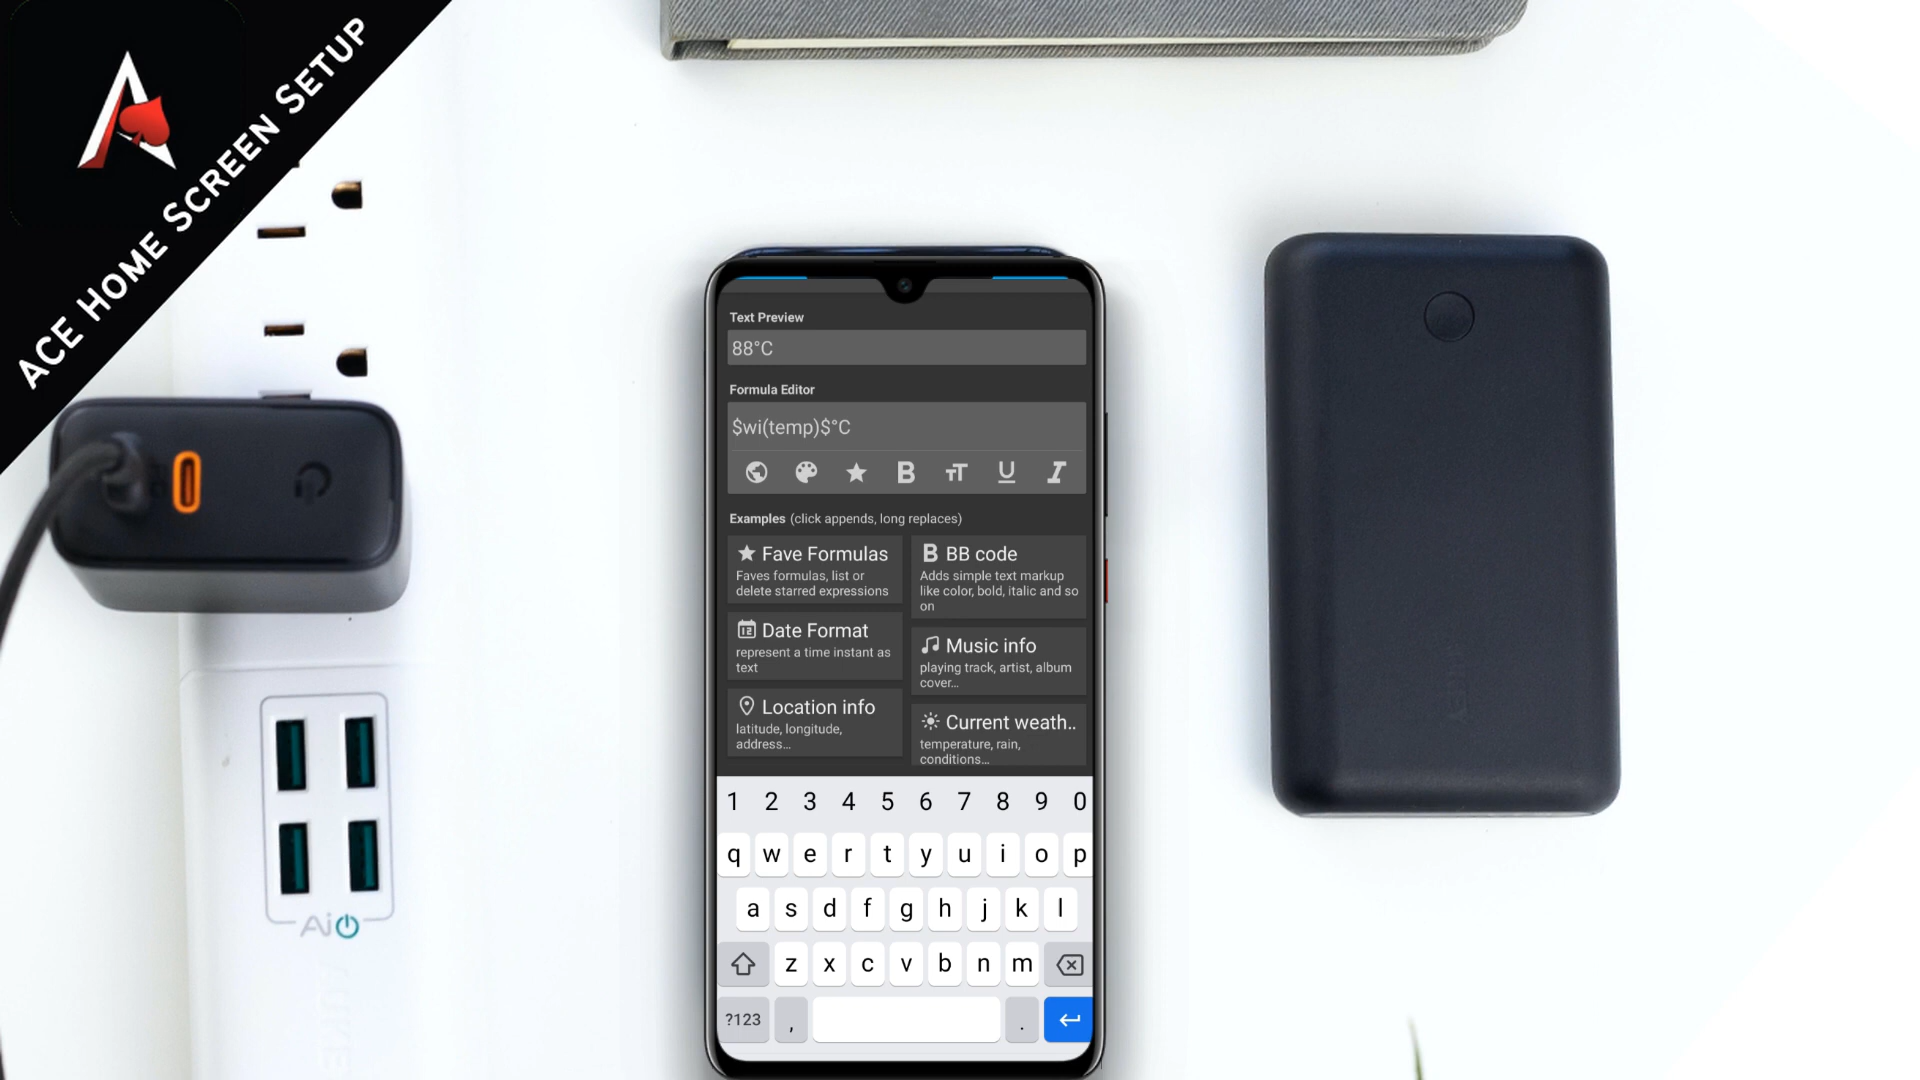 ACE HOME SCREEN SETUP
Text Preview
88°C
Formula Editor
$wi(temp)$°C
B TT U I
Examples (click appends, long replaces)
Fave Formulas
Faves formulas, list or
delete starred expressions
B BB code
Adds simple text markup
like color, bold, italic and so
on
12 Date Format
represent a time instant as
text
Music info
playing track, artist, album
cover...
Location info
latitude, longitude,
address...
Current weath..
temperature, rain,
conditions...
1 2 3 4 5 6 7 8 9 0
q w e r t y u i o p
a s d f g h j k l
z x c v b n m
?123 , .
Ai